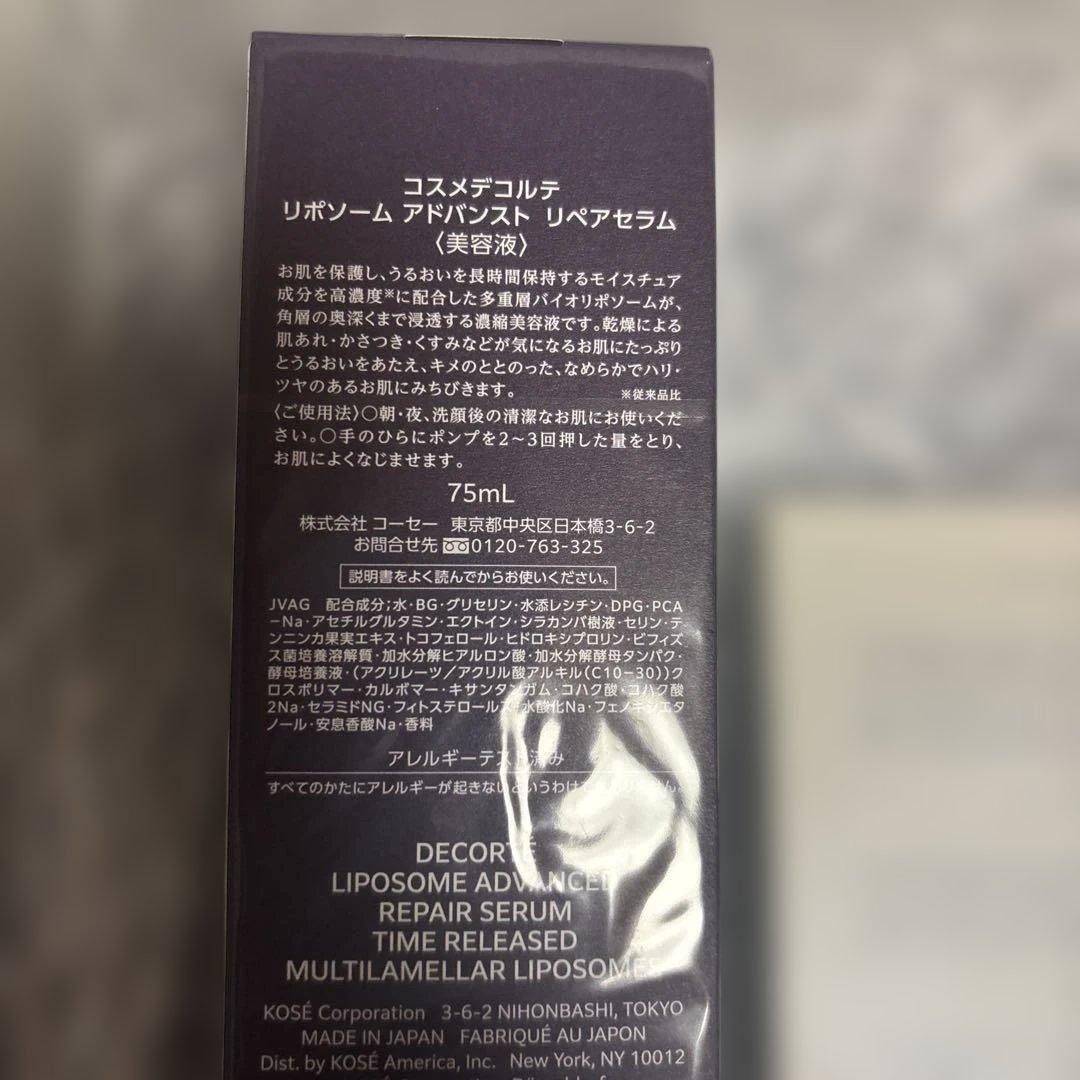 コスメデコルテ
リポソーム アドバンスト リペアセラム
〈美容液〉
お肌を保護し、うるおいを長時間保持するモイスチュア
成分を高濃度※に配合した多重層バイオリポソームが、
角層の奥深くまで浸透する濃縮美容液です。乾燥による
肌あれ・かさつき・くすみなどが気になるお肌にたっぷり
とうるおいをあたえ、キメのととのった、なめらかでハリ・
ツヤのあるお肌にみちびきます。 ※従来品比
〈ご使用法〉○朝・夜、洗顔後の清潔なお肌にお使いくだ
さい。○手のひらにポンプを2～3回押した量をとり、
お肌によくなじませます。
75mL
株式会社 コーセー 東京都中央区日本橋3-6-2
お問合せ先 0120-763-325
説明書をよく読んでからお使いください。
JVAG 配合成分;水・BG・グリセリン・水添レシチン・DPG・PCA
-Na・アセチルグルタミン・エクトイン・シラカンバ樹液・セリン・テ
ンニンカ果実エキス・トコフェロール・ヒドロキシプロリン・ビフィズ
ス菌培養溶解質・加水分解ヒアルロン酸・加水分解酵母タンパク・
酵母培養液・(アクリレーツ/アクリル酸アルキル(C10-30))ク
ロスポリマー・カルボマー・キサンタンガム・コハク酸・コハク酸
2Na・セラミドNG・フィトステロールズ・水酸化Na・フェノキシエタ
ノール・安息香酸Na・香料
アレルギーテスト済み
すべてのかたにアレルギーが起きないというわけではありません。
DECORTÉ
LIPOSOME ADVANCED
REPAIR SERUM
TIME RELEASED
MULTILAMELLAR LIPOSOMES
KOSÉ Corporation 3-6-2 NIHONBASHI, TOKYO
MADE IN JAPAN FABRIQUÉ AU JAPON
Dist. by KOSÉ America, Inc. New York, NY 10012